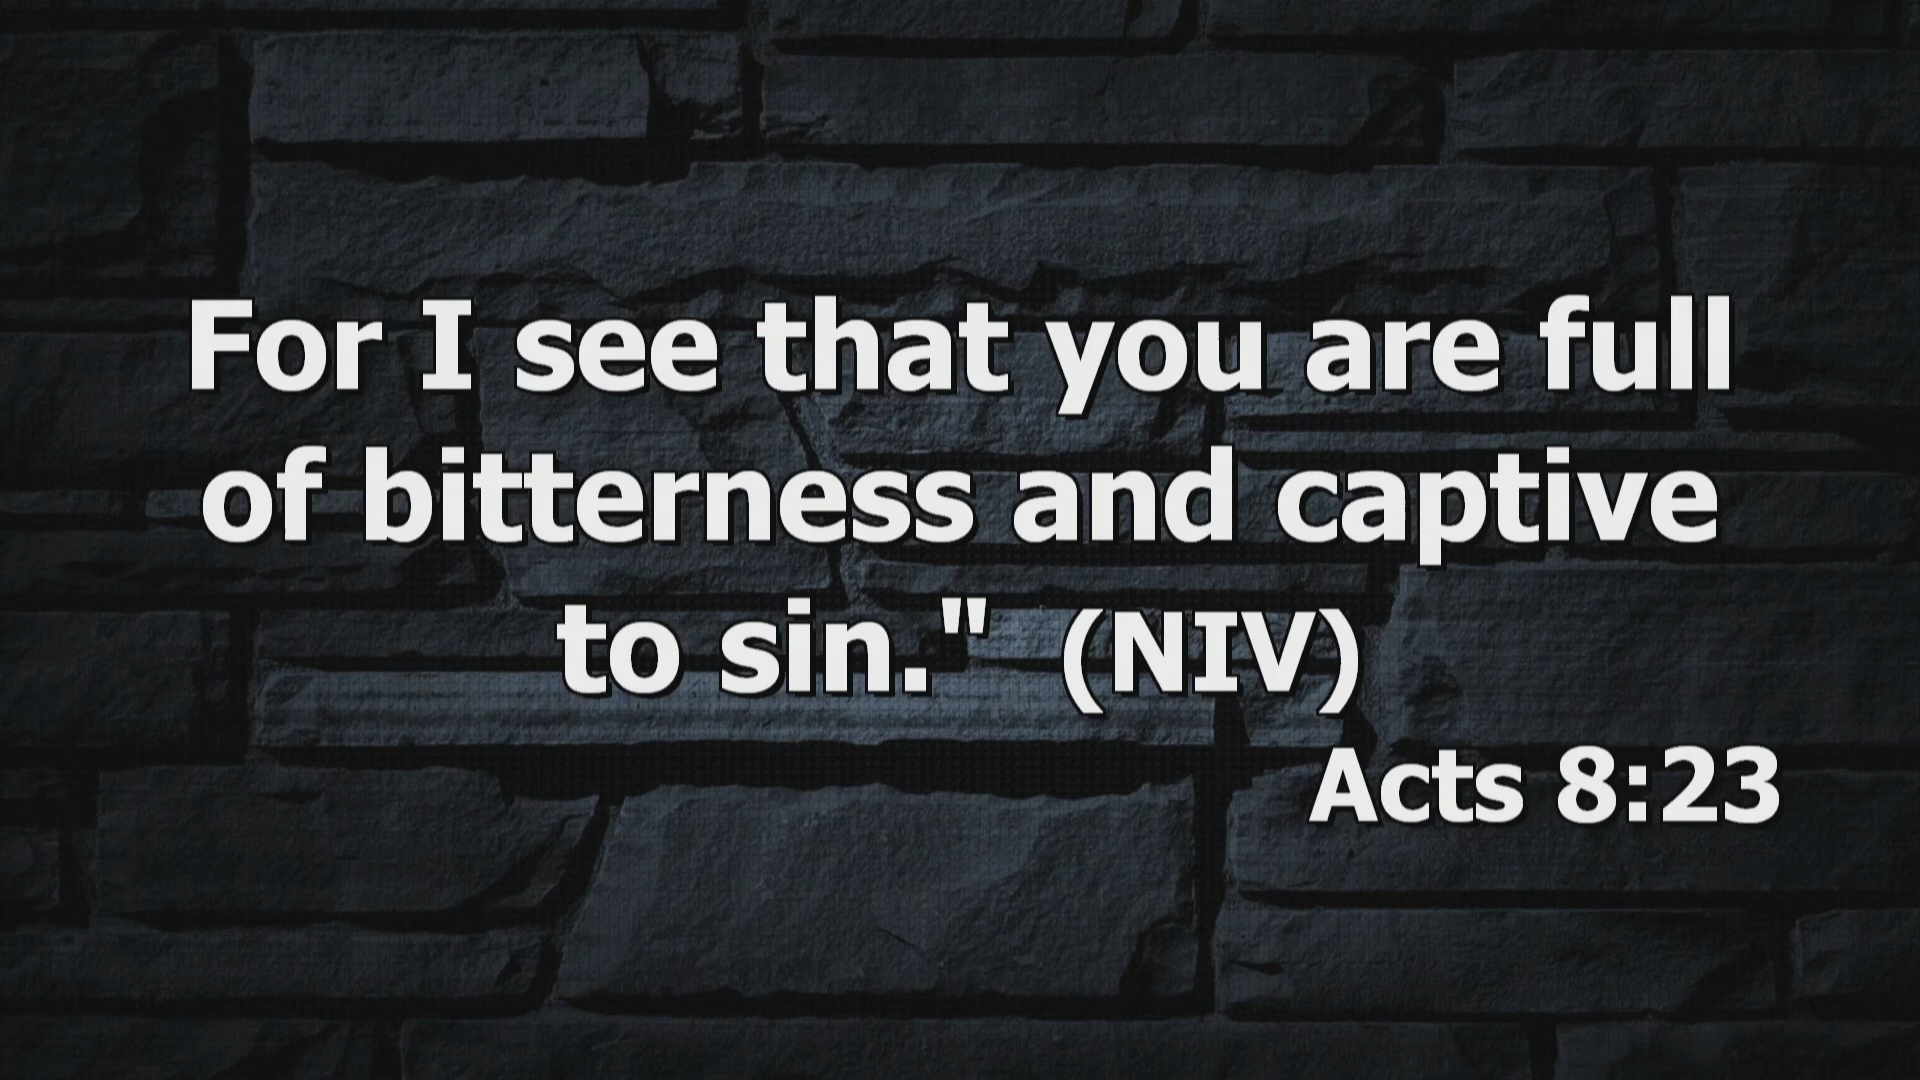 For I see that you are full
of bitterness and captive
to sin."  (NIV)
Acts 8:23